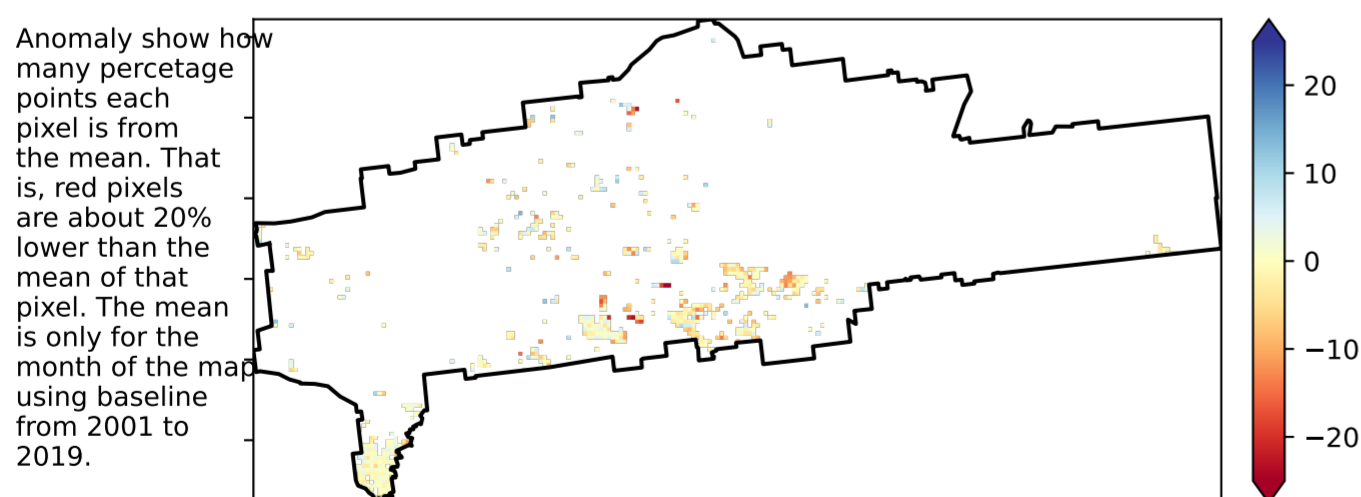 Anomaly show how
many percetage
points each
pixel is from
the mean. That
is, red pixels
are about 20%
lower than the
mean of that
pixel. The mean
is only for the
month of the map
using baseline
from 2001 to
2019.
20
10
0
−10
−20